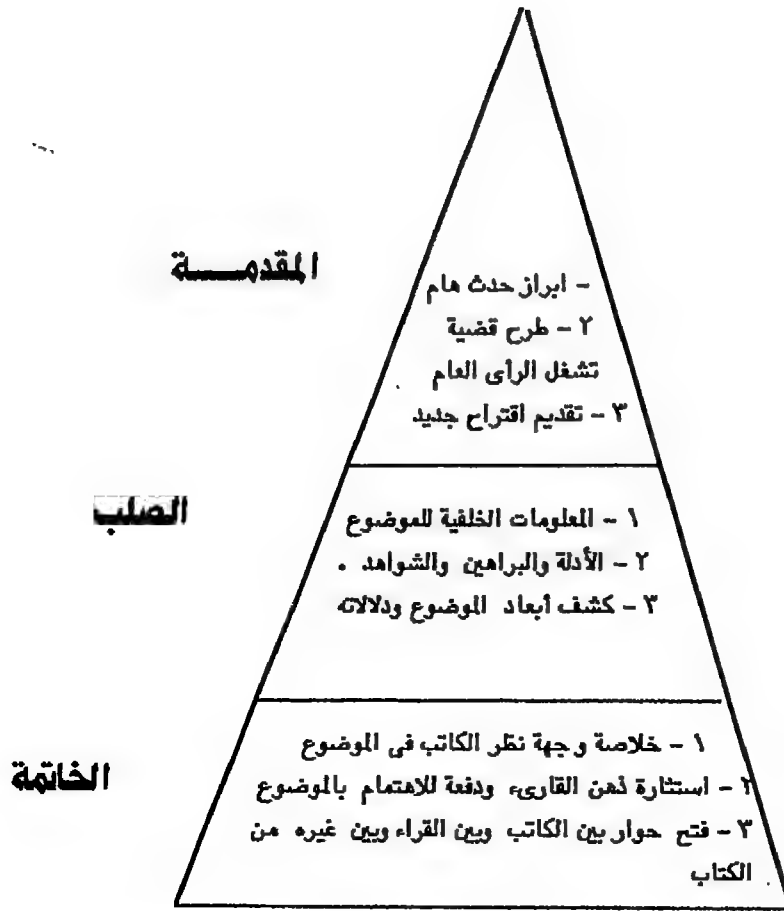 المقدمـــــة
- ابراز حدث هام
٢ - طرح قضية
تشغل الرأى العام
٣ - تقديم اقتراح جديد
الصلب
١ - المعلومات الخلفية للموضوع
٢ - الأدلة والبراهين والشواهد .
٣ - كشف أبعاد الموضوع ودلالاته
الخاتمة
١ - خلاصة وجهة نظر الكاتب فى الموضوع
٢ - استثارة ذهن القارىء ودفعة للاهتمام بالموضوع
٣ - فتح حوار بين الكاتب وبين القراء وبين غيره من
الكتاب